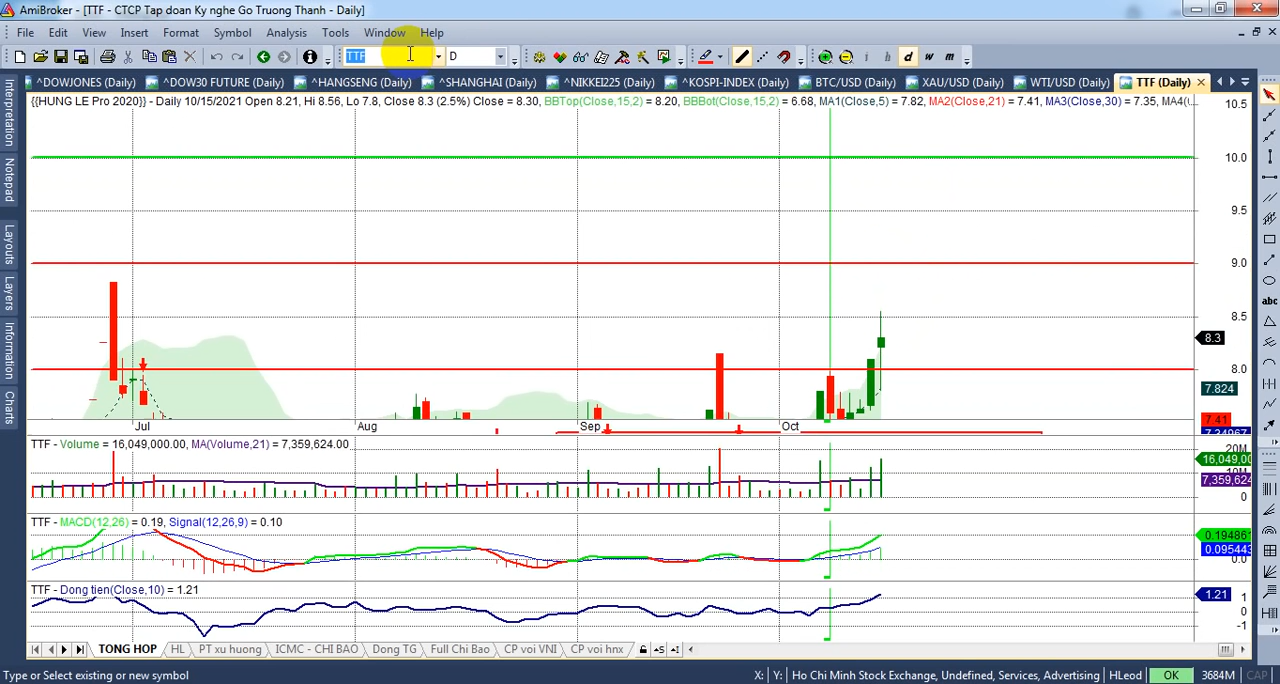 AmiBroker - [TTF - CTCP Tap doan Ky nghe Go Truong Thanh - Daily]
File Edit View Insert Format Symbol Analysis Tools Window Help
TTF D d w m
^DOWJONES (Daily) ^DOW30 FUTURE (Daily) ^HANGSENG (Daily) ^SHANGHAI (Daily) ^NIKKEI225 (Daily) ^KOSPI-INDEX (Daily) BTC/USD (Daily) XAU/USD (Daily) WTI/USD (Daily) TTF (Daily)
{{HUNG LE Pro 2020}} - Daily 10/15/2021 Open 8.21, Hi 8.56, Lo 7.8, Close 8.3 (2.5%) Close = 8.30, BBTop(Close,15,2) = 8.20, BBBot(Close,15,2) = 6.68, MA1(Close,5) = 7.82, MA2(Close,21) = 7.41, MA3(Close,30) = 7.35, MA4(
Interpretation
Notepad
Layouts
Layers
Information
Charts
10.5
10.0
9.5
9.0
8.5
8.3
8.0
7.824
7.41
Jul Aug Sep Oct
TTF - Volume = 16,049,000.00, MA(Volume,21) = 7,359,624.00
20M
16,049,00
7,359,624
0
TTF - MACD(12,26) = 0.19, Signal(12,26,9) = 0.10
0.194861
0.095443
TTF - Dong tien(Close,10) = 1.21
1.21
1
0
-1
abc
TONG HOP HL PT xu huong ICMC - CHI BAO Dong TG Full Chi Bao CP voi VNI CP voi hnx
Type or Select existing or new symbol X: Y: Ho Chi Minh Stock Exchange, Undefined, Services, Advertising HLeod OK 3684M CAP